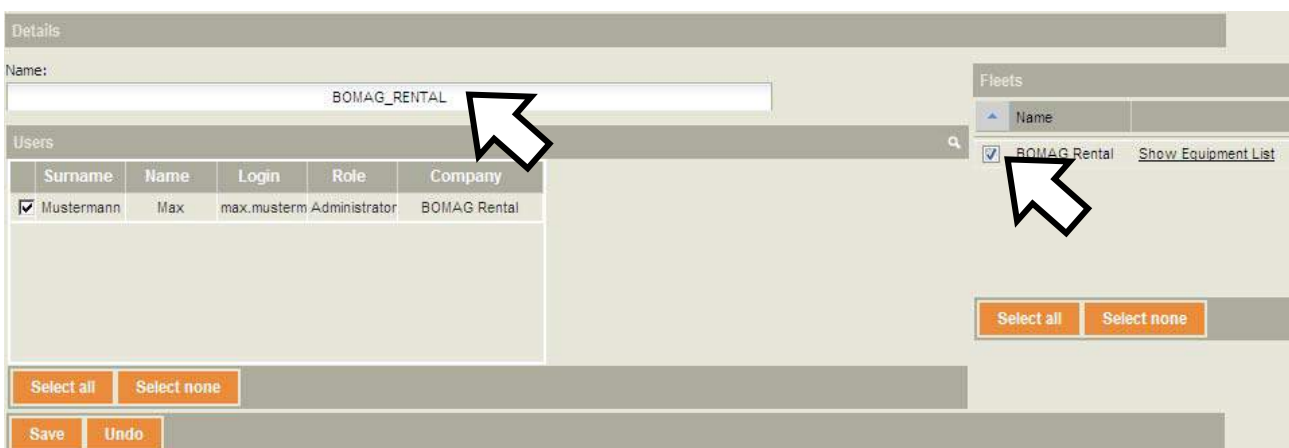 Details
Name:
BOMAG_RENTAL
Users
Surname Name Login Role Company
Mustermann Max max.musterm Administrator BOMAG Rental
Select all Select none
Save Undo
Fleets
Name
BOMAG Rental Show Equipment List
Select all Select none